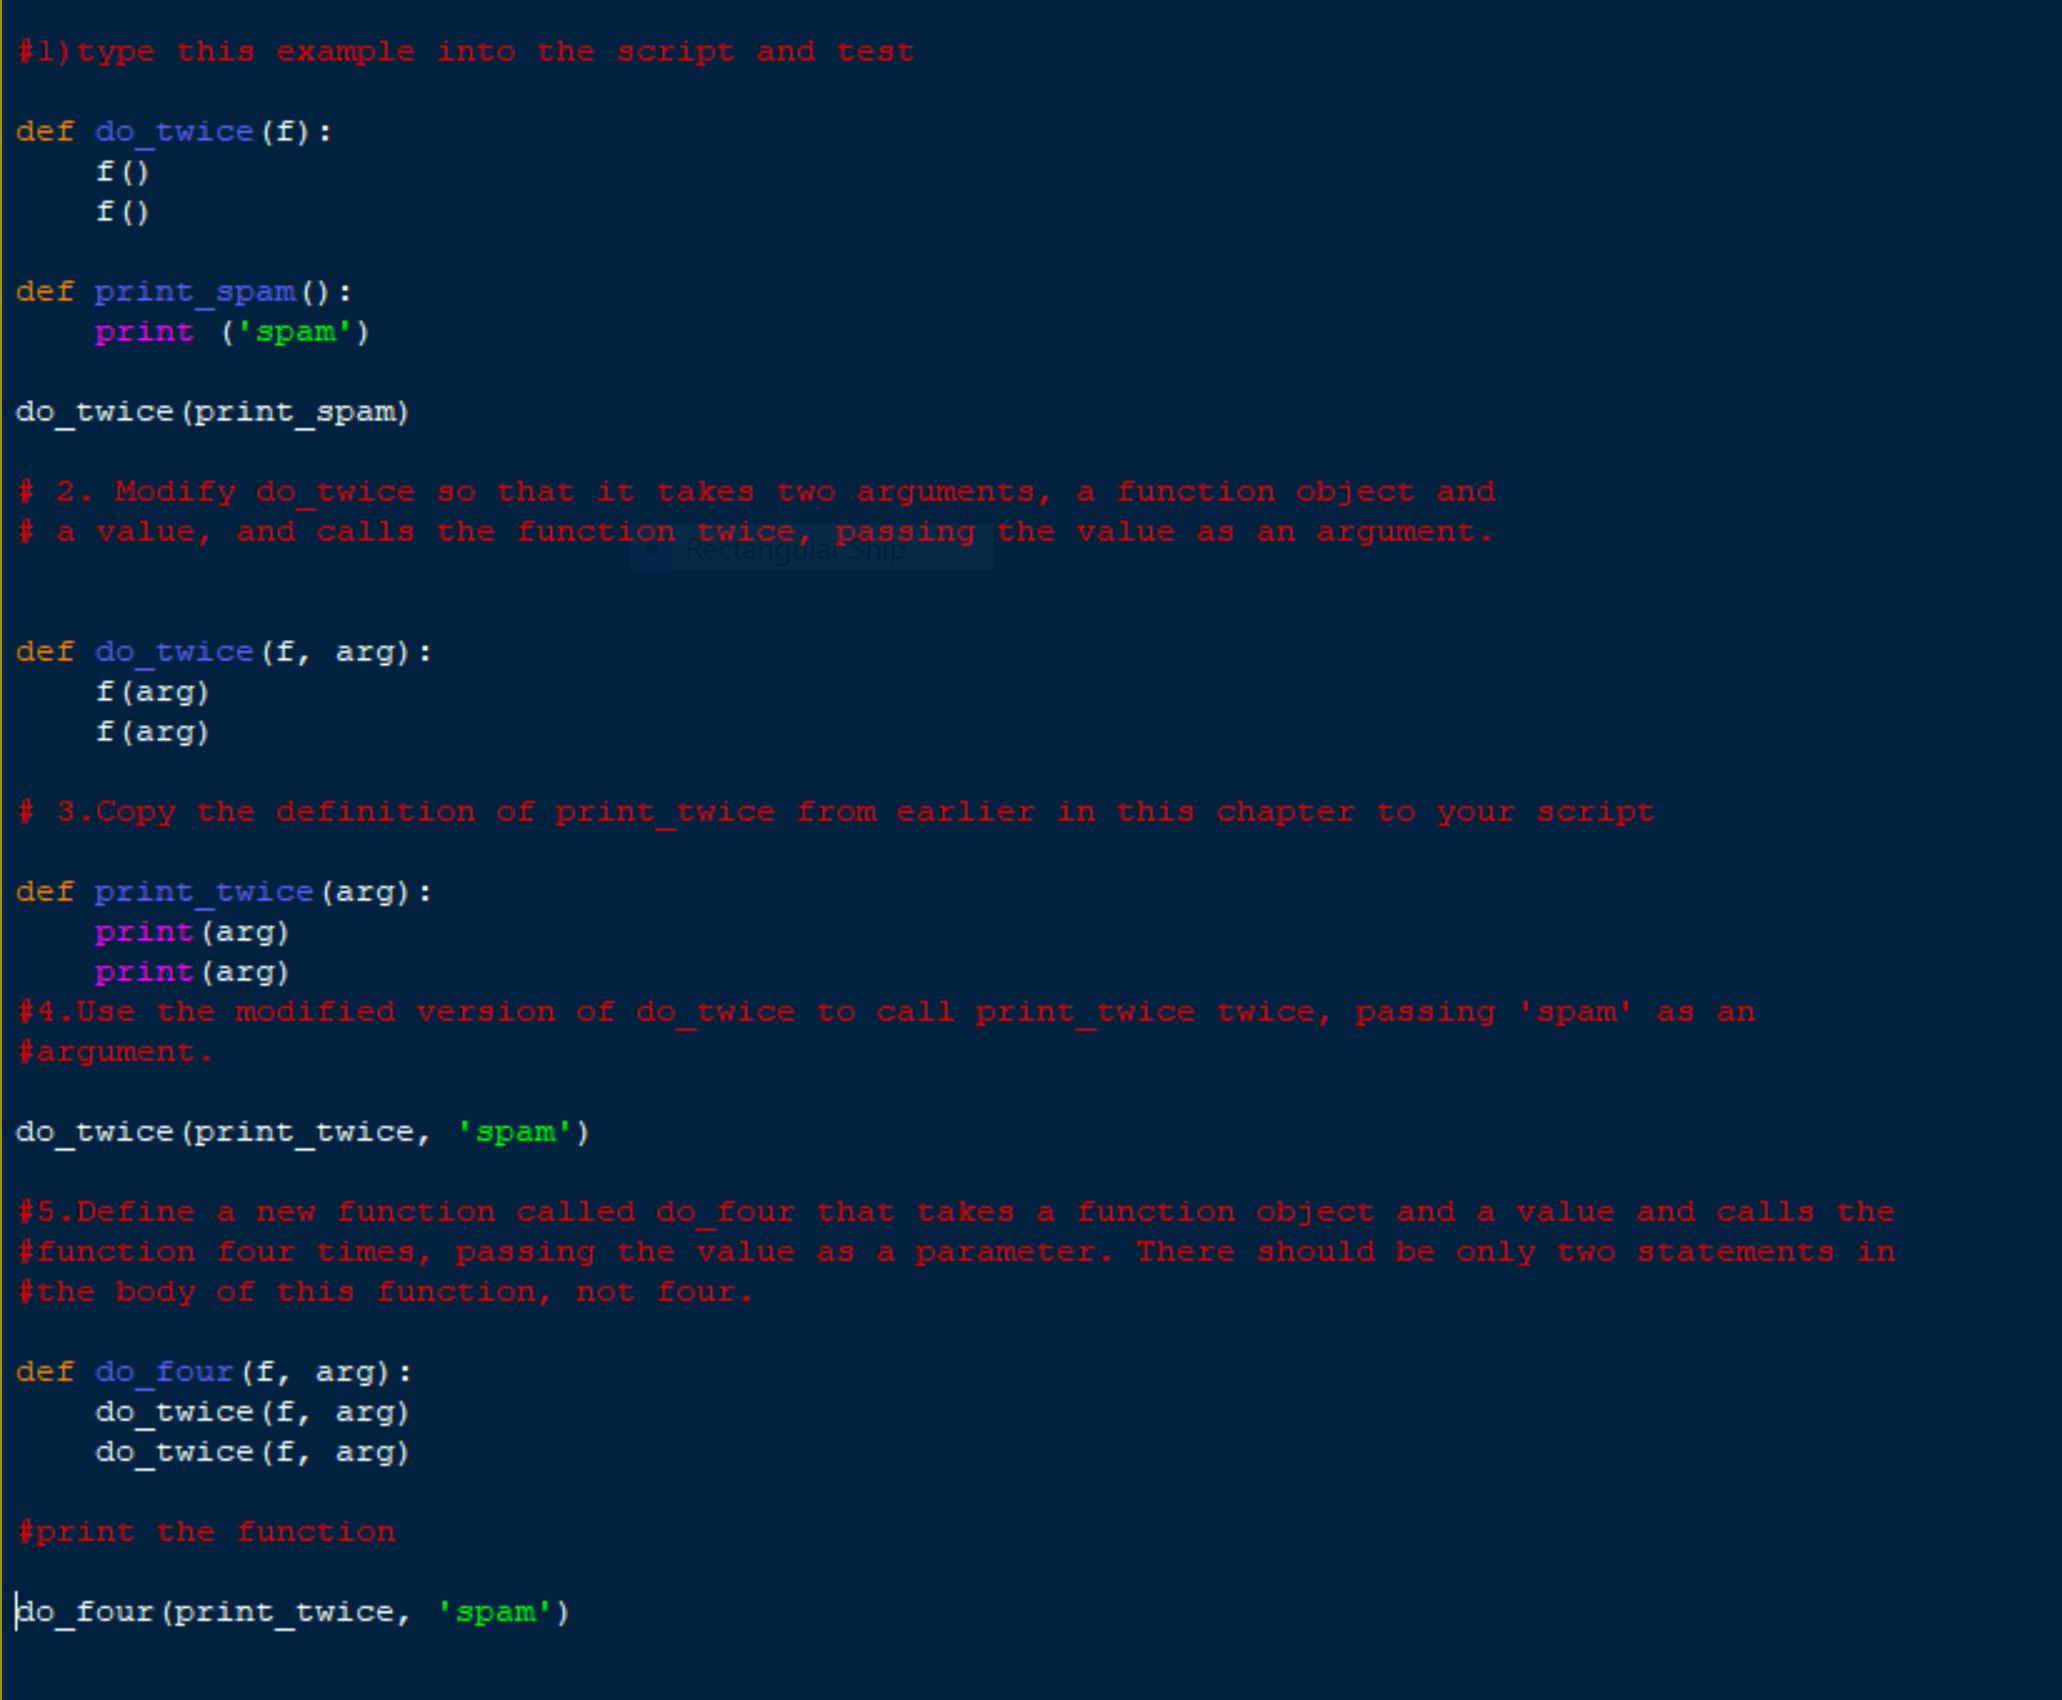 #1)type this example into the script and test
def do_twice(f):
    f()
    f()
def print_spam():
    print ('spam')
do_twice(print_spam)
# 2. Modify do_twice so that it takes two arguments, a function object and
# a value, and calls the function twice, passing the value as an argument.
Rectangular Snip
def do_twice(f, arg):
    f(arg)
    f(arg)
# 3.Copy the definition of print_twice from earlier in this chapter to your script
def print_twice(arg):
    print(arg)
    print(arg)
#4.Use the modified version of do_twice to call print_twice twice, passing 'spam' as an
#argument.
do_twice(print_twice, 'spam')
#5.Define a new function called do_four that takes a function object and a value and calls the
#function four times, passing the value as a parameter. There should be only two statements in
#the body of this function, not four.
def do_four(f, arg):
    do_twice(f, arg)
    do_twice(f, arg)
#print the function
do_four(print_twice, 'spam')